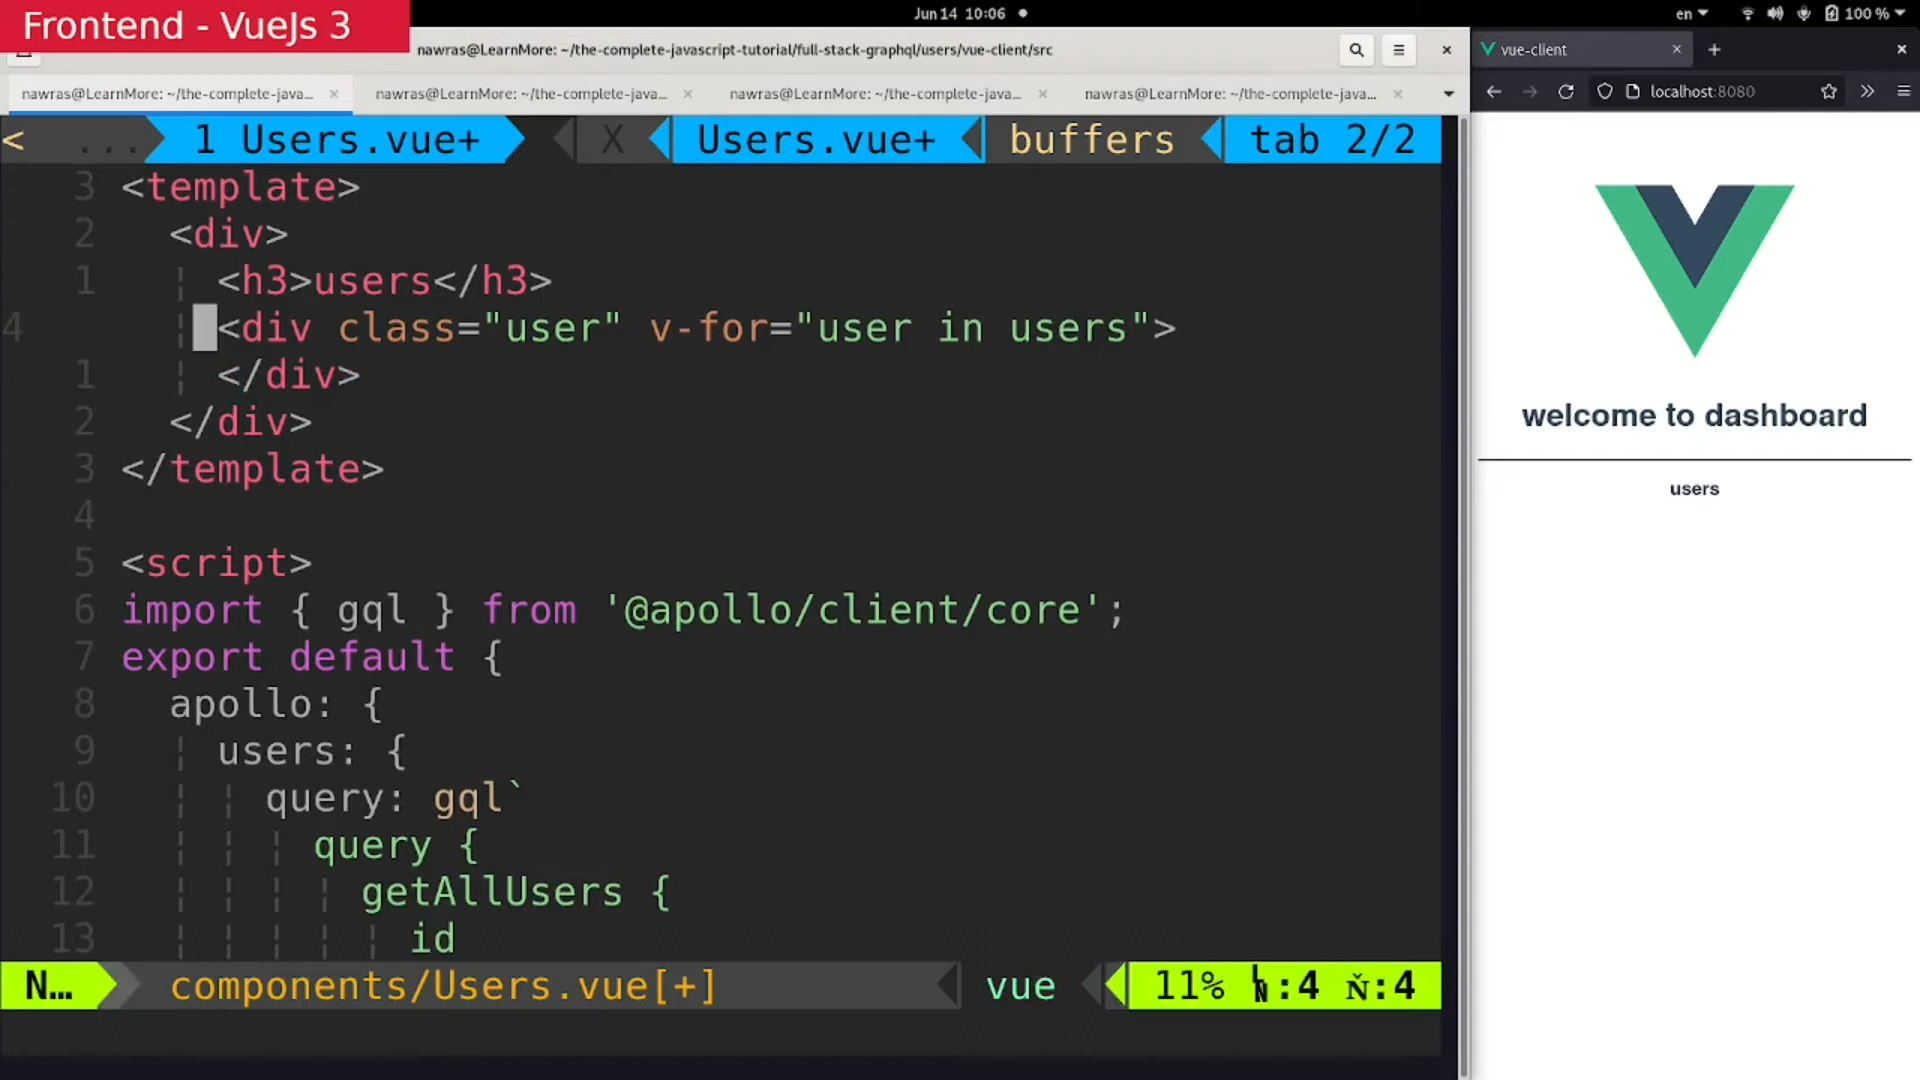 Frontend - VueJs 3
Jun 14 10:06
en
100 %
nawras@LearnMore: ~/the-complete-javascript-tutorial/full-stack-graphql/users/vue-client/src
vue-client
nawras@LearnMore: ~/the-complete-java...
nawras@LearnMore: ~/the-complete-java...
nawras@LearnMore: ~/the-complete-java...
nawras@LearnMore: ~/the-complete-java...
localhost:8080
< ... 1 Users.vue+ X Users.vue+ buffers tab 2/2
3 <template>
2 <div>
1 <h3>users</h3>
4 <div class="user" v-for="user in users">
1 </div>
2 </div>
3 </template>
4
5 <script>
6 import { gql } from '@apollo/client/core';
7 export default {
8 apollo: {
9 users: {
10 query: gql`
11 query {
12 getAllUsers {
13 id
N... components/Users.vue[+] vue 11% :4 :4
welcome to dashboard
users